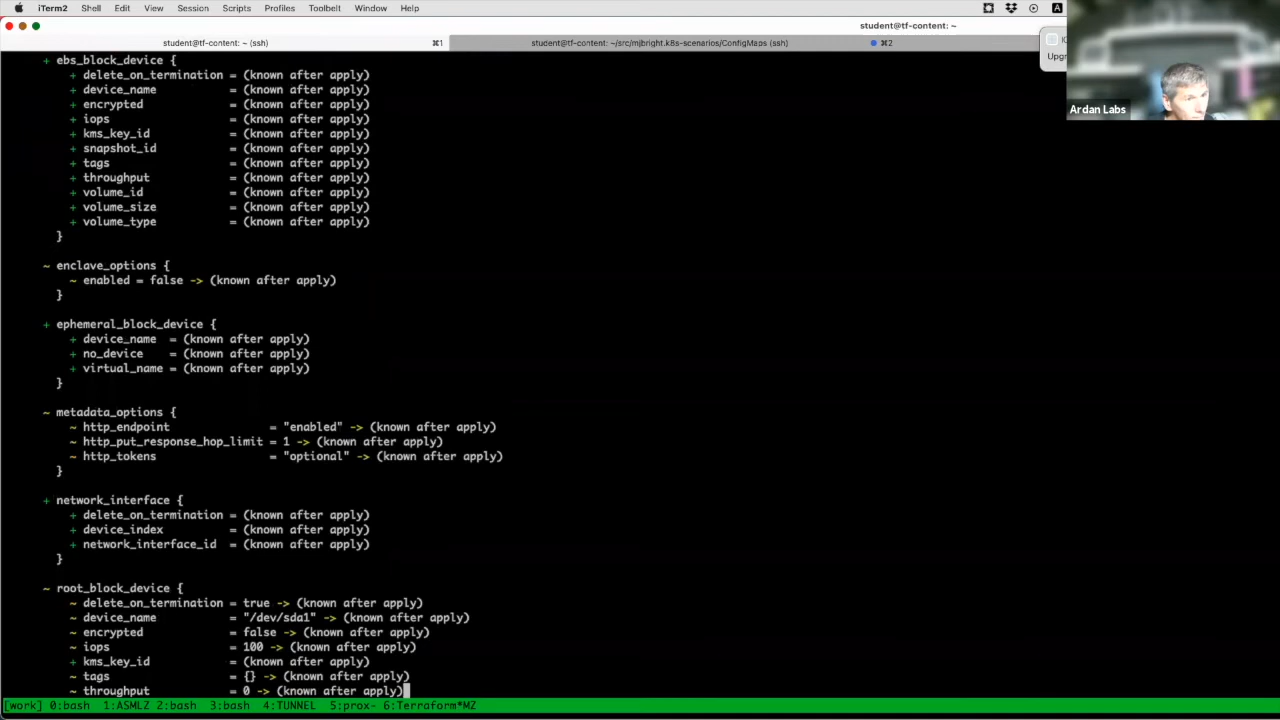 iTerm2 Shell Edit View Session Scripts Profiles Toolbelt Window Help
student@tf-content: ~
student@tf-content: ~ (ssh) ⌘1 student@tf-content: ~/src/mjbright.k8s-scenarios/ConfigMaps (ssh) ⌘2
Upgr
Ardan Labs
+ ebs_block_device {
+ delete_on_termination = (known after apply)
+ device_name = (known after apply)
+ encrypted = (known after apply)
+ iops = (known after apply)
+ kms_key_id = (known after apply)
+ snapshot_id = (known after apply)
+ tags = (known after apply)
+ throughput = (known after apply)
+ volume_id = (known after apply)
+ volume_size = (known after apply)
+ volume_type = (known after apply)
}
~ enclave_options {
~ enabled = false -> (known after apply)
}
+ ephemeral_block_device {
+ device_name = (known after apply)
+ no_device = (known after apply)
+ virtual_name = (known after apply)
}
~ metadata_options {
~ http_endpoint = "enabled" -> (known after apply)
~ http_put_response_hop_limit = 1 -> (known after apply)
~ http_tokens = "optional" -> (known after apply)
}
+ network_interface {
+ delete_on_termination = (known after apply)
+ device_index = (known after apply)
+ network_interface_id = (known after apply)
}
~ root_block_device {
~ delete_on_termination = true -> (known after apply)
~ device_name = "/dev/sda1" -> (known after apply)
~ encrypted = false -> (known after apply)
~ iops = 100 -> (known after apply)
+ kms_key_id = (known after apply)
~ tags = {} -> (known after apply)
~ throughput = 0 -> (known after apply)
[work] 0:bash 1:ASMLZ 2:bash 3:bash 4:TUNNEL 5:prox- 6:Terraform*MZ